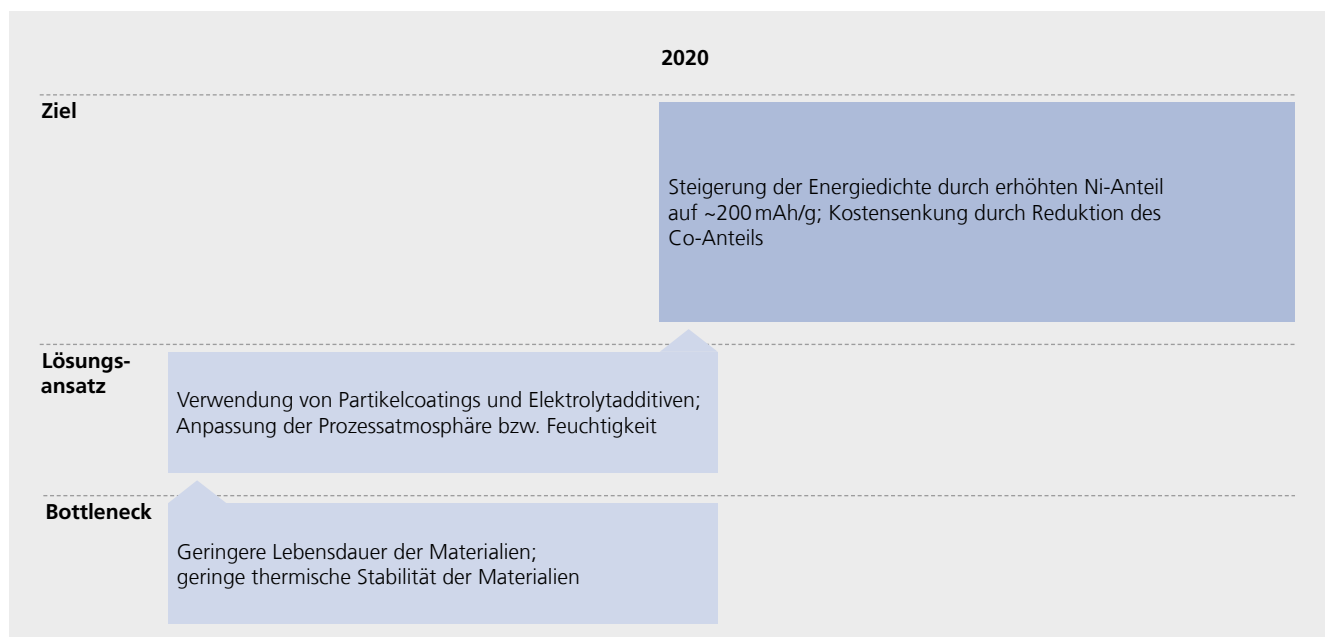 2020
Ziel
Steigerung der Energiedichte durch erhöhten Ni-Anteil
auf ~200 mAh/g; Kostensenkung durch Reduktion des
Co-Anteils
Lösungs-
ansatz
Verwendung von Partikelcoatings und Elektrolytadditiven;
Anpassung der Prozessatmosphäre bzw. Feuchtigkeit
Bottleneck
Geringere Lebensdauer der Materialien;
geringe thermische Stabilität der Materialien